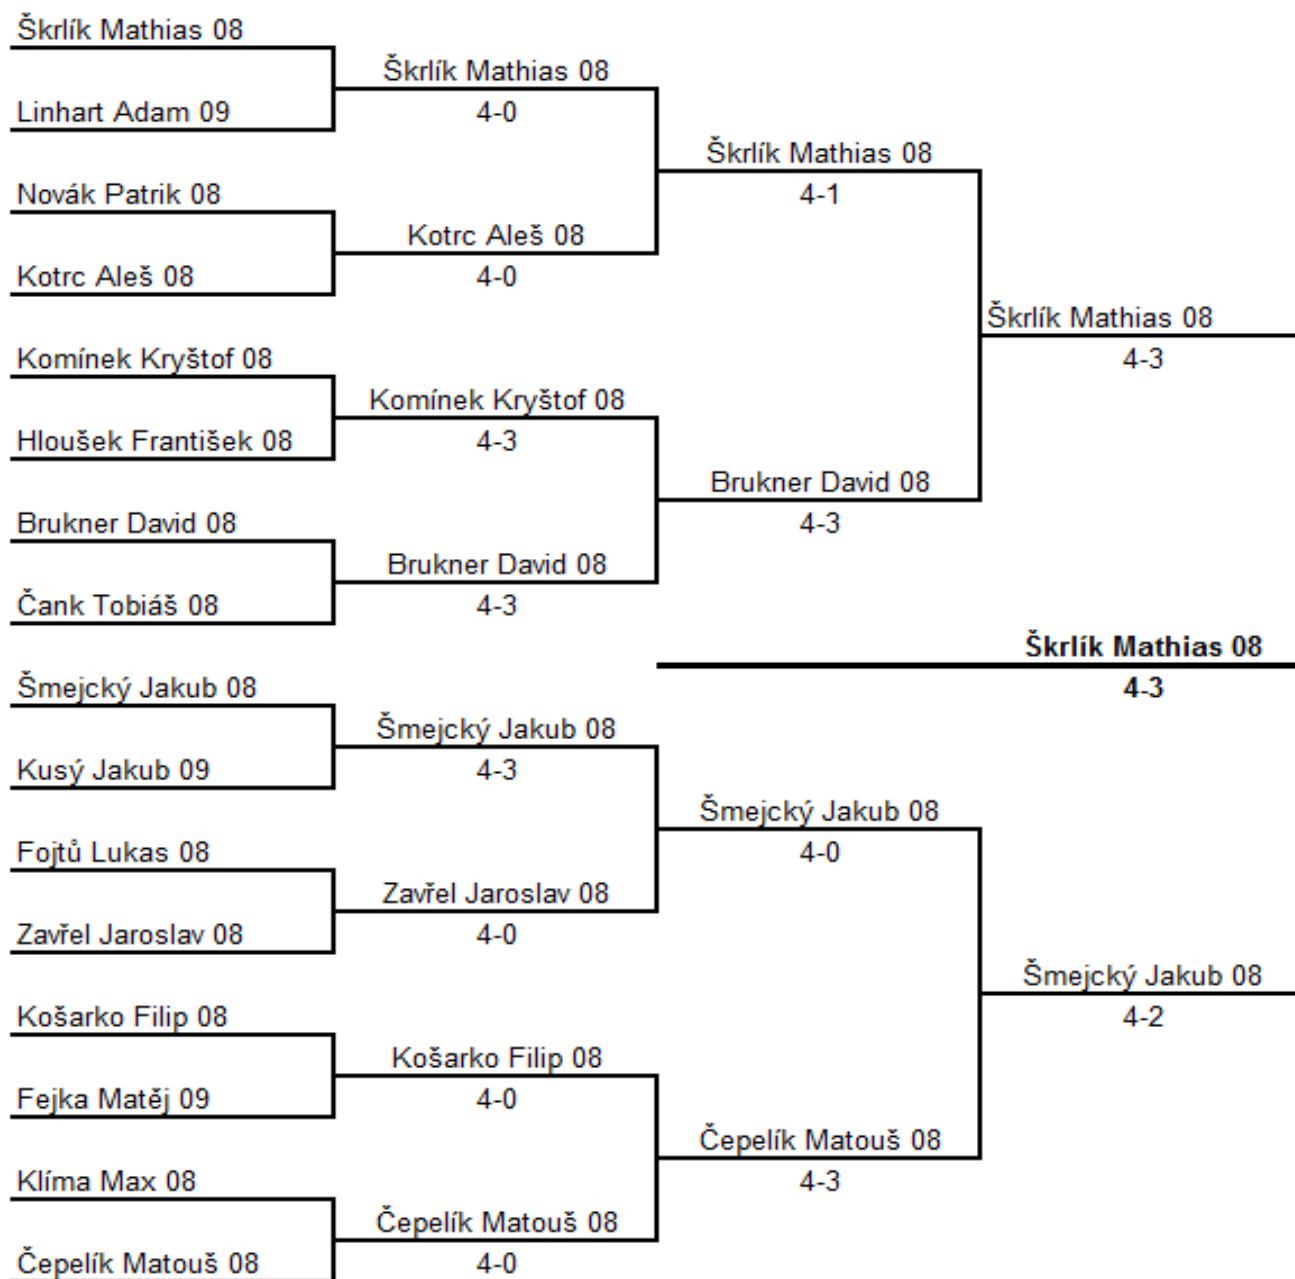 Škrlík Mathias 08
Škrlík Mathias 08
Linhart Adam 09
4-0
Škrlík Mathias 08
Novák Patrik 08
4-1
Kotrc Aleš 08
Kotrc Aleš 08
4-0
Škrlík Mathias 08
Komínek Kryštof 08
4-3
Komínek Kryštof 08
Hloušek František 08
4-3
Brukner David 08
Brukner David 08
4-3
Brukner David 08
Čank Tobiáš 08
4-3
Škrlík Mathias 08
Šmejcký Jakub 08
4-3
Šmejcký Jakub 08
Kusý Jakub 09
4-3
Šmejcký Jakub 08
Fojtů Lukas 08
4-0
Zavřel Jaroslav 08
Zavřel Jaroslav 08
4-0
Šmejcký Jakub 08
Košarko Filip 08
4-2
Košarko Filip 08
Fejka Matěj 09
4-0
Čepelík Matouš 08
Klíma Max 08
4-3
Čepelík Matouš 08
Čepelík Matouš 08
4-0